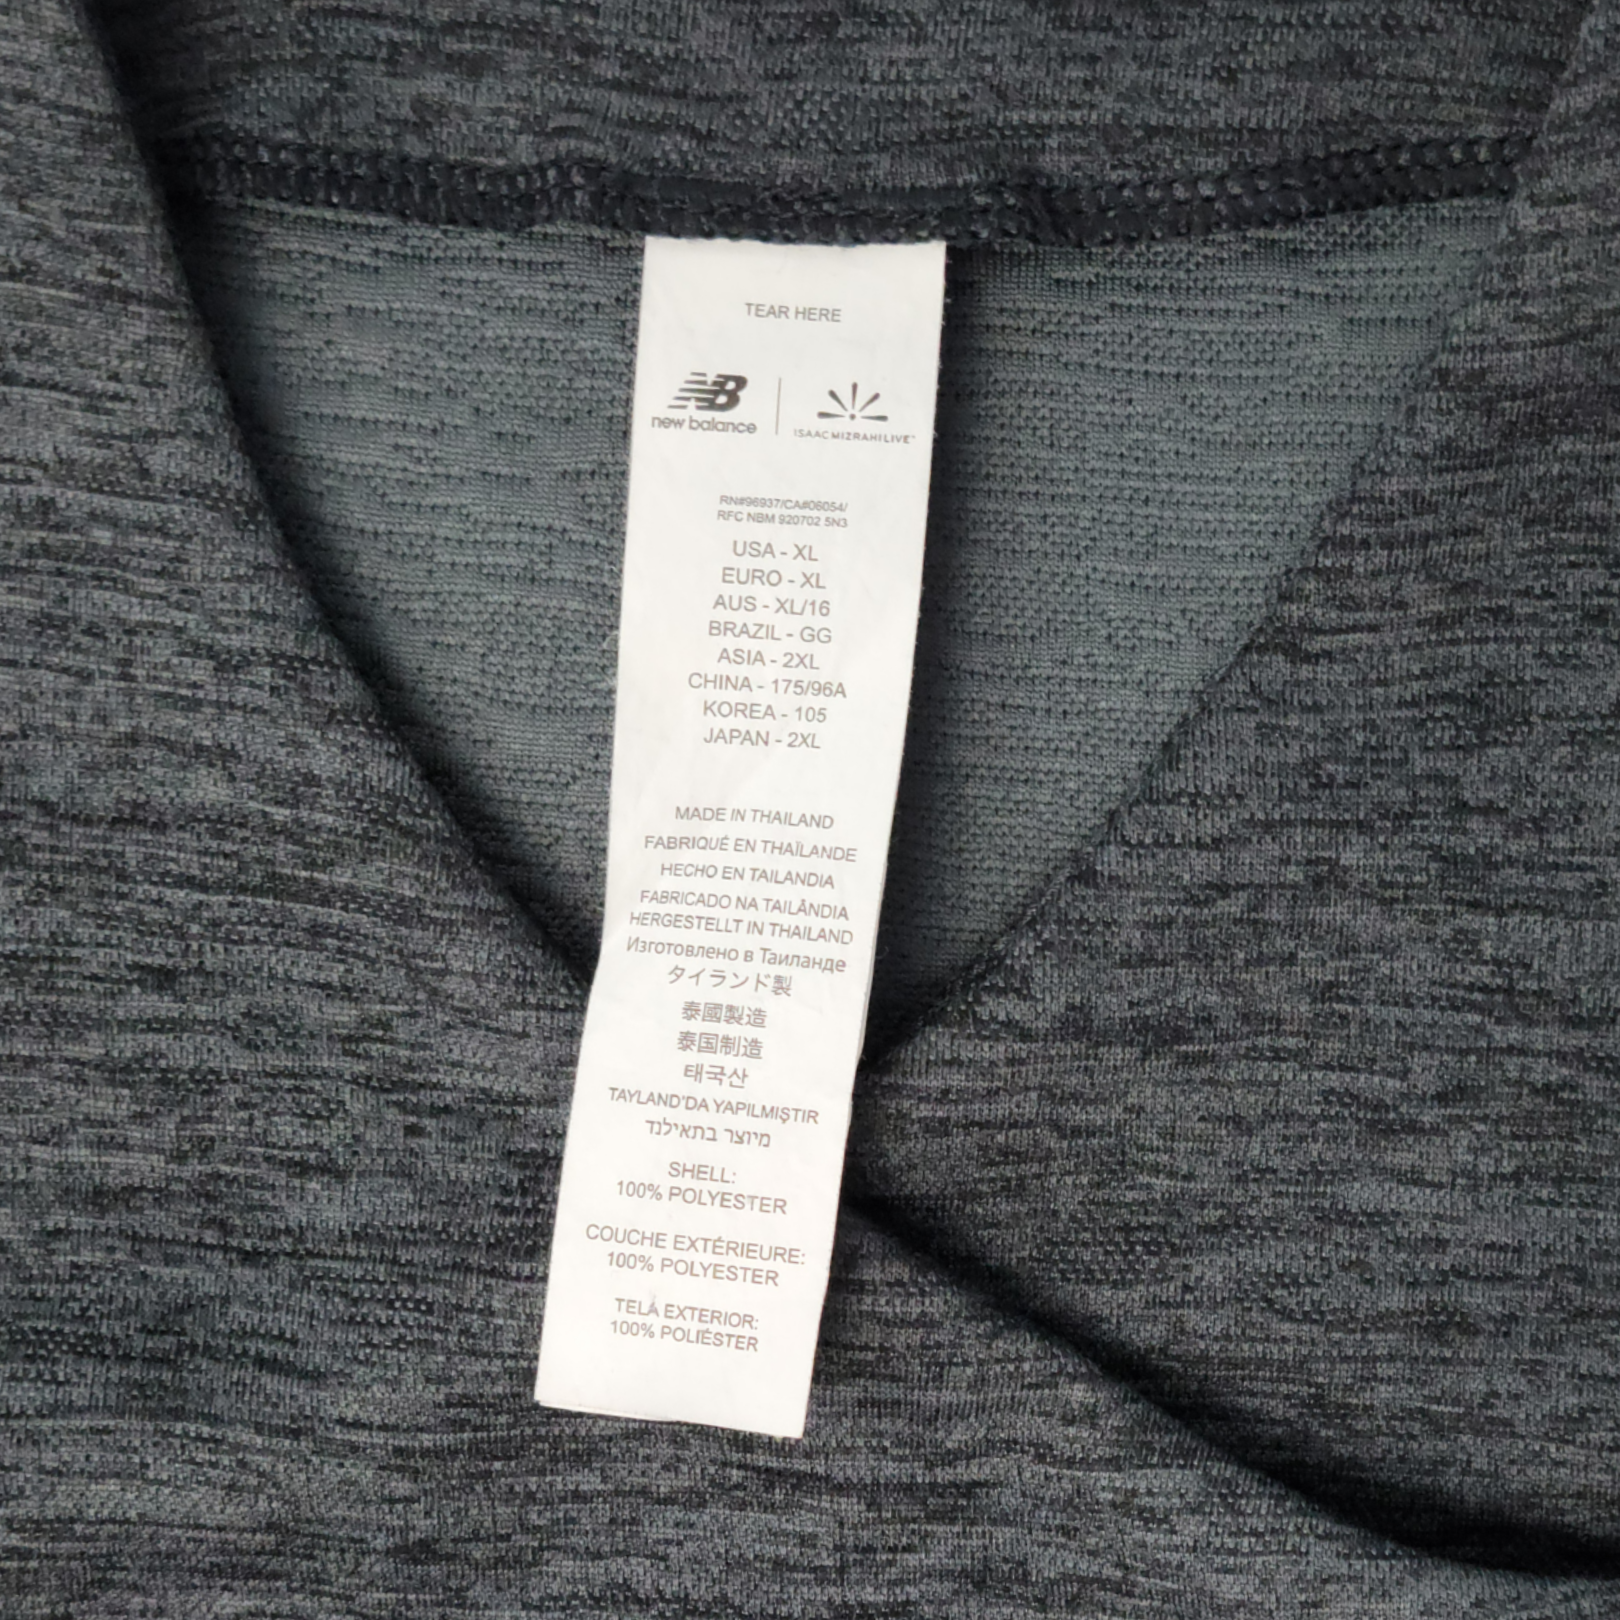 TEAR HERE
NB
new balance
ISAACMIZRAHILIVE
RN#96937/CA#06054/
RFC NBM 920702 5N3
USA - XL
EURO - XL
AUS - XL/16
BRAZIL - GG
ASIA - 2XL
CHINA - 175/96A
KOREA - 105
JAPAN - 2XL
MADE IN THAILAND
FABRIQUÉ EN THAÏLANDE
HECHO EN TAILANDIA
FABRICADO NA TAILÂNDIA
HERGESTELLT IN THAILAND
Изготовлено в Таиланде
タイランド製
泰國製造
泰国制造
태국산
TAYLAND'DA YAPILMIŞTIR
מיוצר בתאילנד
SHELL:
100% POLYESTER
COUCHE EXTÉRIEURE:
100% POLYESTER
TELA EXTERIOR:
100% POLIÉSTER